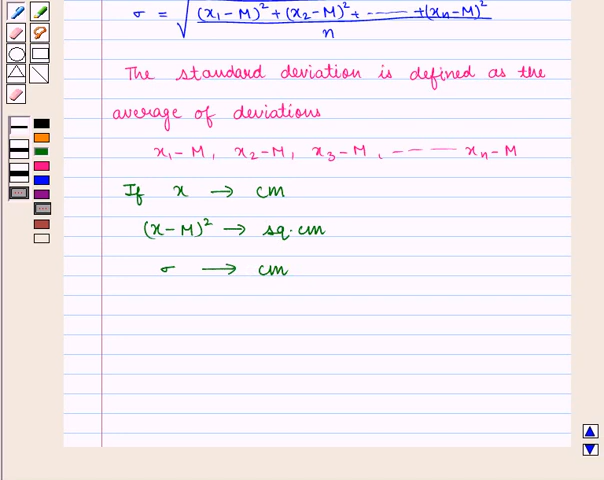 σ = √((x₁-M)²+(x₂-M)²+ ------ +(xₙ-M)² / n)
The standard deviation is defined as the
average of deviations
x₁-M, x₂-M, x₃-M, ------ xₙ-M
If x → cm
(x-M)² → sq.cm
σ → cm